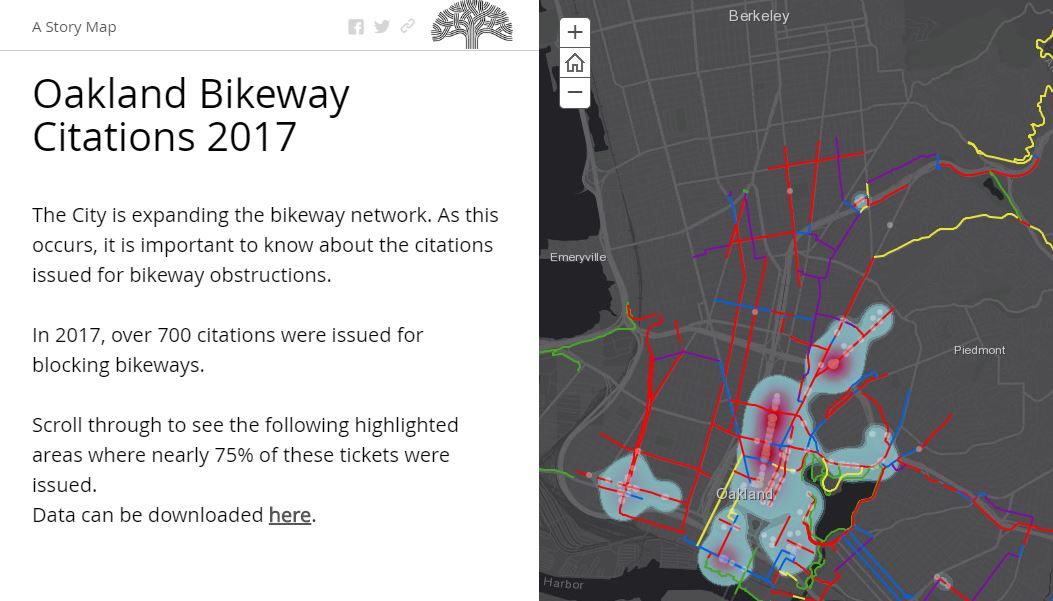 A Story Map
Oakland Bikeway
Citations 2017
The City is expanding the bikeway network. As this
occurs, it is important to know about the citations
issued for bikeway obstructions.
In 2017, over 700 citations were issued for
blocking bikeways.
Scroll through to see the following highlighted
areas where nearly 75% of these tickets were
issued.
Data can be downloaded here.
+
−
Berkeley
Emeryville
Piedmont
Oakland
Harbor